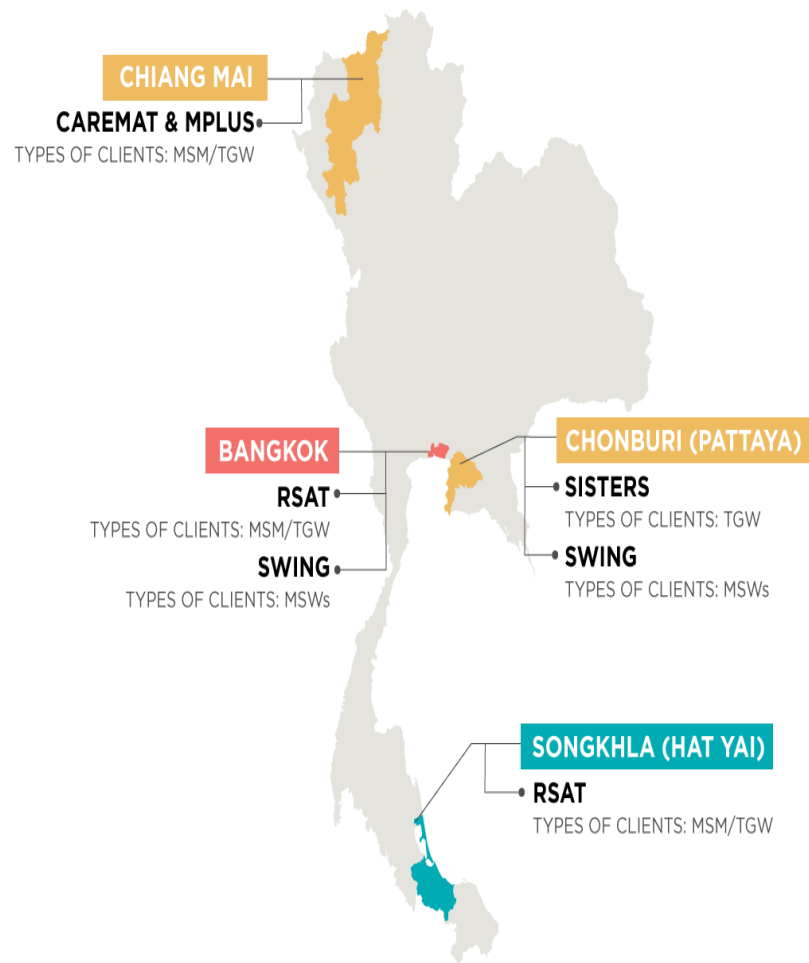 CHIANG MAI
CAREMAT & MPLUS
TYPES OF CLIENTS: MSM/TGW
BANGKOK
RSAT
TYPES OF CLIENTS: MSM/TGW
SWING
TYPES OF CLIENTS: MSWs
CHONBURI (PATTAYA)
SISTERS
TYPES OF CLIENTS: TGW
SWING
TYPES OF CLIENTS: MSWs
SONGKHLA (HAT YAI)
RSAT
TYPES OF CLIENTS: MSM/TGW